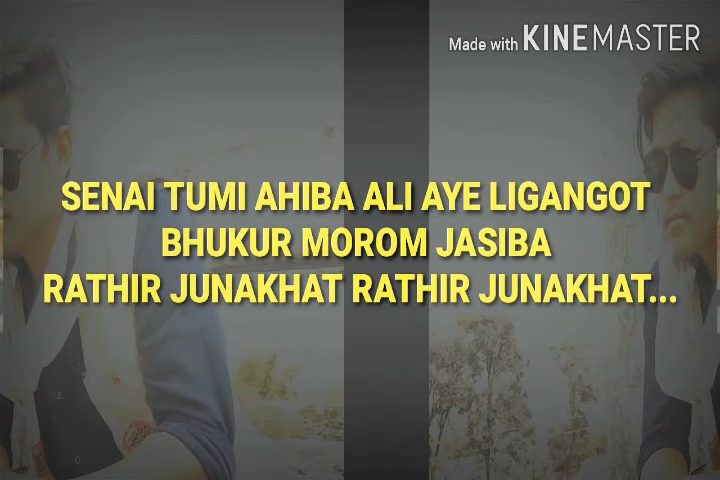 Made with KINEMASTER
SENAI TUMI AHIBA ALI AYE LIGANGOT
BHUKUR MOROM JASIBA
RATHIR JUNAKHAT RATHIR JUNAKHAT...